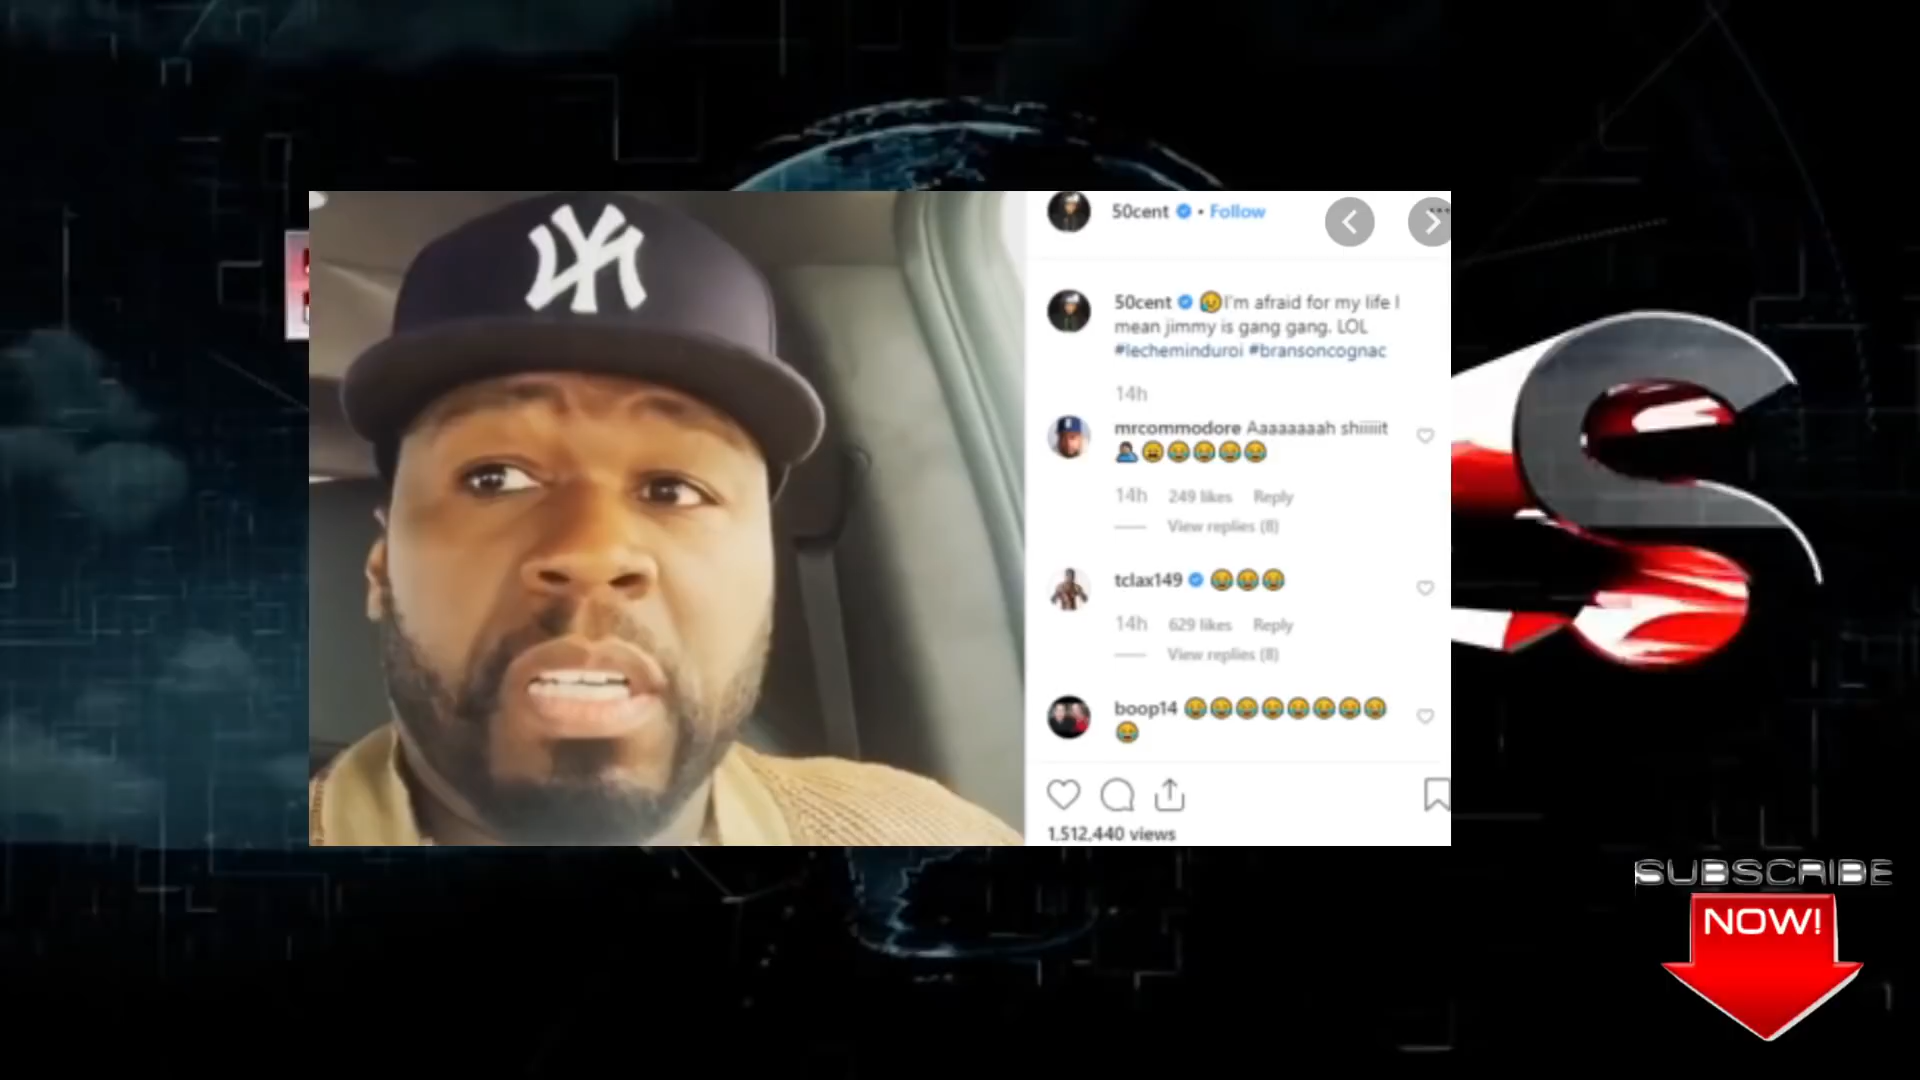 NY
50cent • Follow
50cent 😢I'm afraid for my life I
mean jimmy is gang gang. LOL
#lecheminduroi #bransoncognac
14h
mrcommodore Aaaaaaaah shiiiiit
🤦🏽‍♂️😩😂😂😂😂
14h 249 likes Reply
View replies (8)
tclax149 😂😂😂
14h 629 likes Reply
View replies (8)
boop14 😂😂😂😂😂😂😂😂
😂
1,512,440 views
S
SUBSCRIBE
NOW!